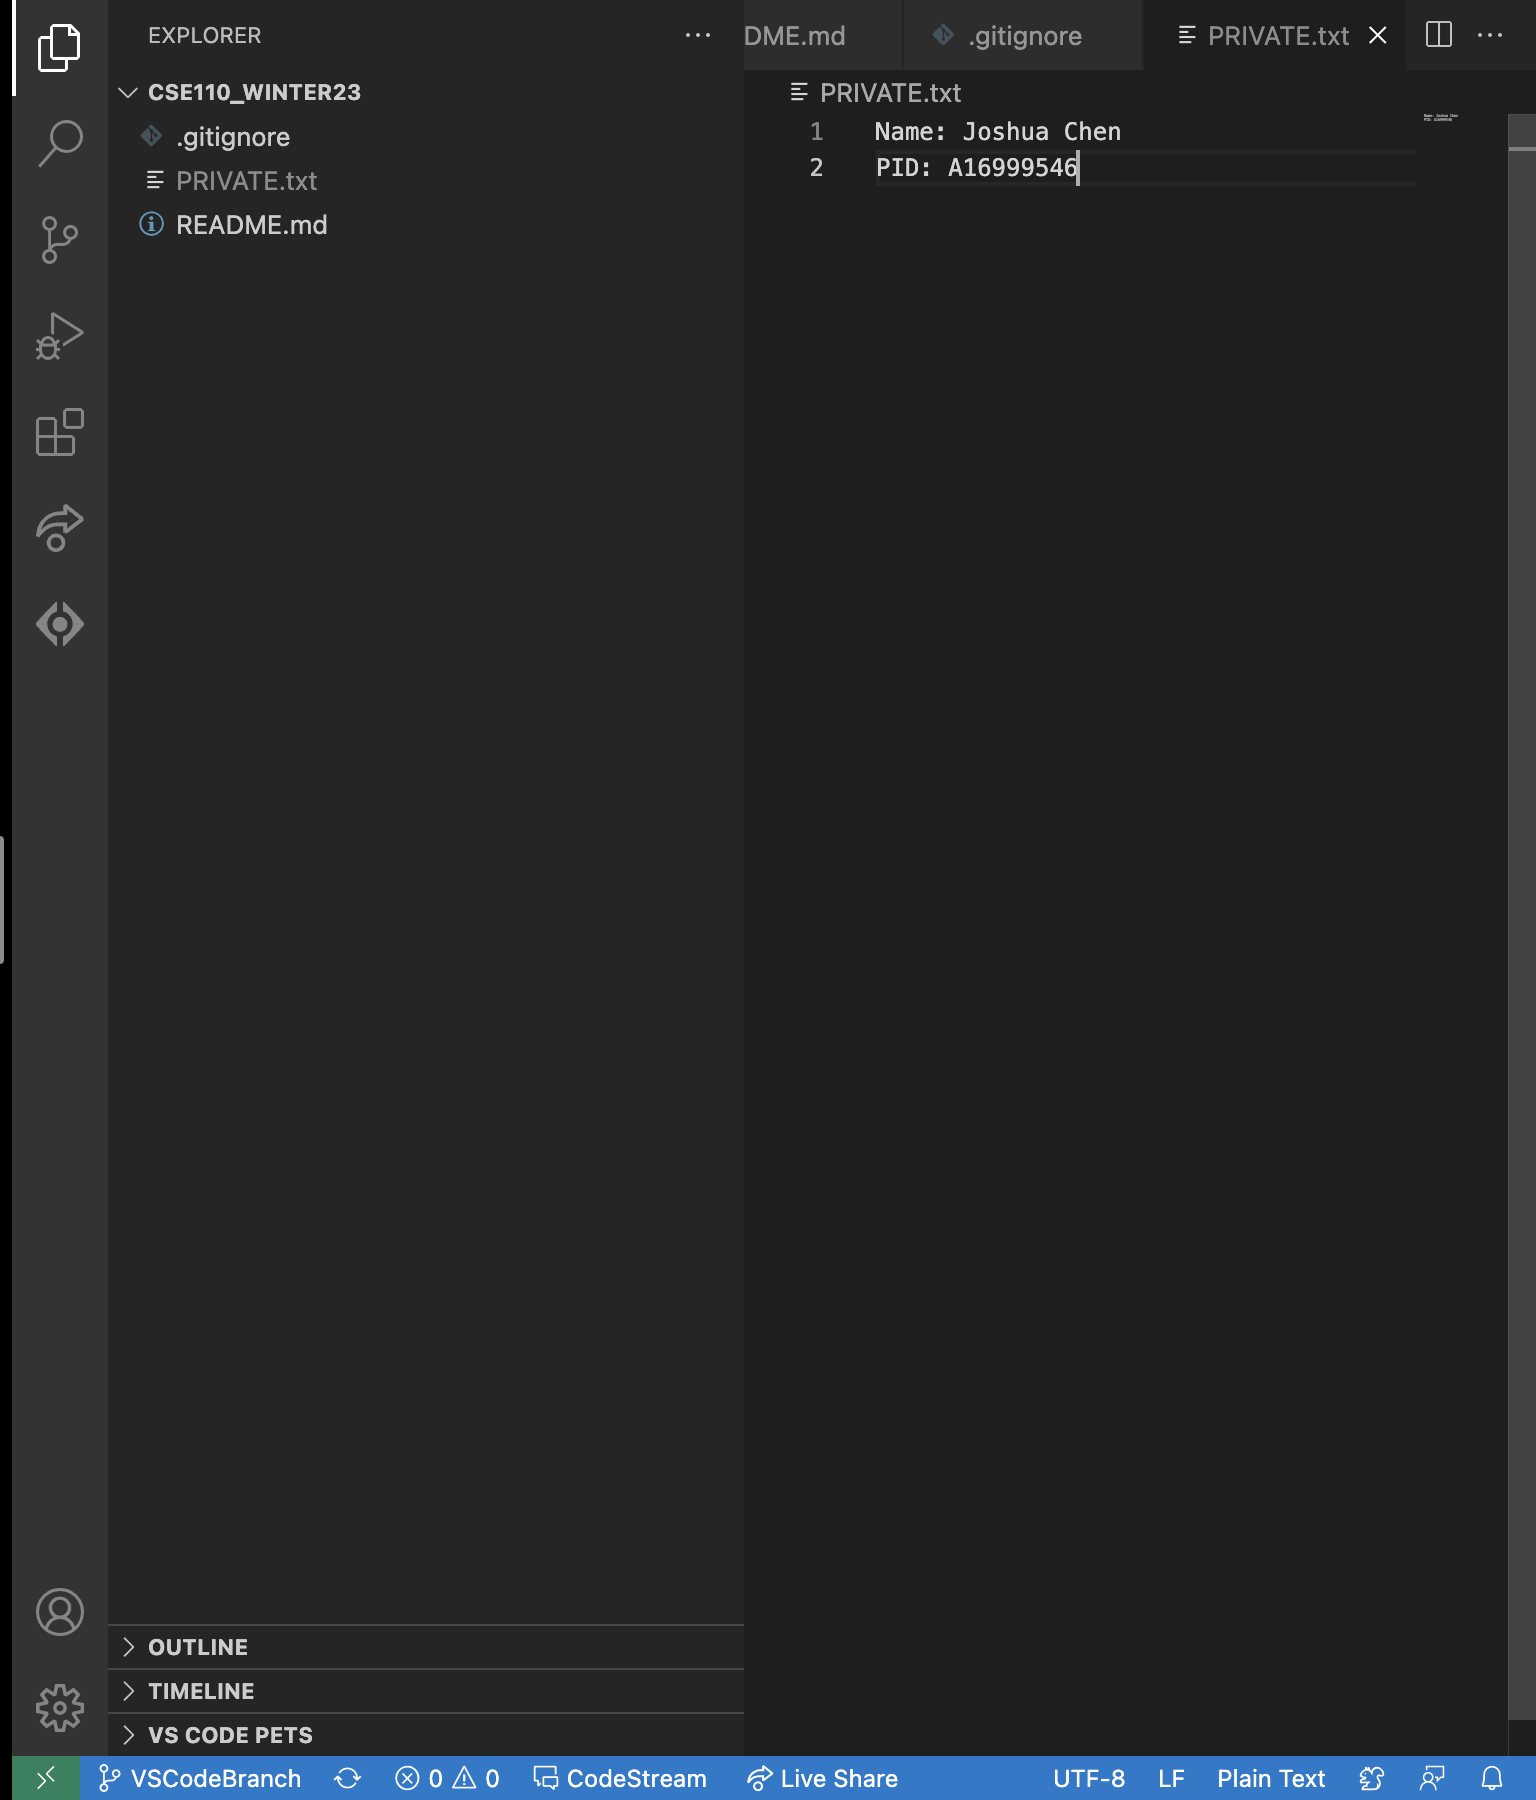 EXPLORER
CSE110_WINTER23
.gitignore
PRIVATE.txt
README.md
OUTLINE
TIMELINE
VS CODE PETS
DME.md
.gitignore
PRIVATE.txt
PRIVATE.txt
1 Name: Joshua Chen
2 PID: A16999546
VSCodeBranch 0 0 CodeStream Live Share UTF-8 LF Plain Text